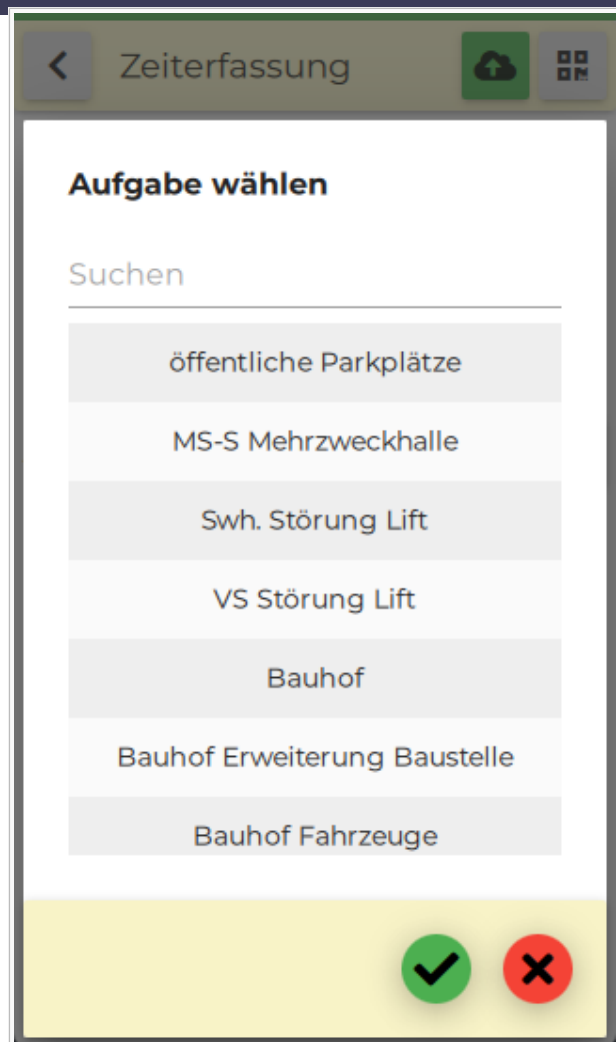 Zeiterfassung
Aufgabe wählen
Suchen
öffentliche Parkplätze
MS-S Mehrzweckhalle
Swh. Störung Lift
VS Störung Lift
Bauhof
Bauhof Erweiterung Baustelle
Bauhof Fahrzeuge